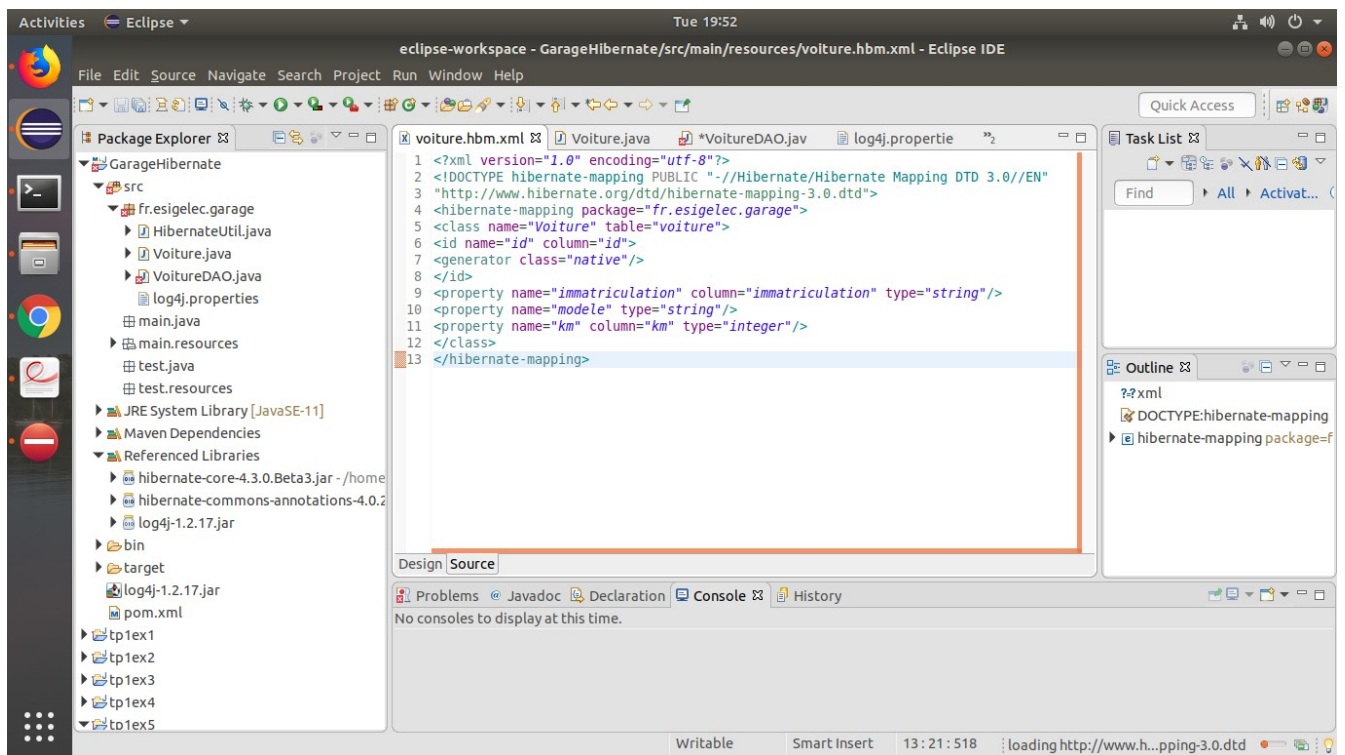 Activities Eclipse Tue 19:52
eclipse-workspace - GarageHibernate/src/main/resources/voiture.hbm.xml - Eclipse IDE
File Edit Source Navigate Search Project Run Window Help
Quick Access
Package Explorer
GarageHibernate
src
fr.esigelec.garage
HibernateUtil.java
Voiture.java
VoitureDAO.java
log4j.properties
main.java
main.resources
test.java
test.resources
JRE System Library [JavaSE-11]
Maven Dependencies
Referenced Libraries
hibernate-core-4.3.0.Beta3.jar - /home
hibernate-commons-annotations-4.0.2
log4j-1.2.17.jar
bin
target
log4j-1.2.17.jar
pom.xml
tp1ex1
tp1ex2
tp1ex3
tp1ex4
tp1ex5
voiture.hbm.xml Voiture.java *VoitureDAO.jav log4j.propertie »2
1 <?xml version="1.0" encoding="utf-8"?>
2 <!DOCTYPE hibernate-mapping PUBLIC "-//Hibernate/Hibernate Mapping DTD 3.0//EN"
3 "http://www.hibernate.org/dtd/hibernate-mapping-3.0.dtd">
4 <hibernate-mapping package="fr.esigelec.garage">
5 <class name="Voiture" table="voiture">
6 <id name="id" column="id">
7 <generator class="native"/>
8 </id>
9 <property name="immatriculation" column="immatriculation" type="string"/>
10 <property name="modele" type="string"/>
11 <property name="km" column="km" type="integer"/>
12 </class>
13 </hibernate-mapping>
Design Source
Problems @ Javadoc Declaration Console History
No consoles to display at this time.
Task List
Find All Activat...
Outline
?-? xml
DOCTYPE:hibernate-mapping
e hibernate-mapping package=f
Writable Smart Insert 13 : 21 : 518 loading http://www.h...pping-3.0.dtd